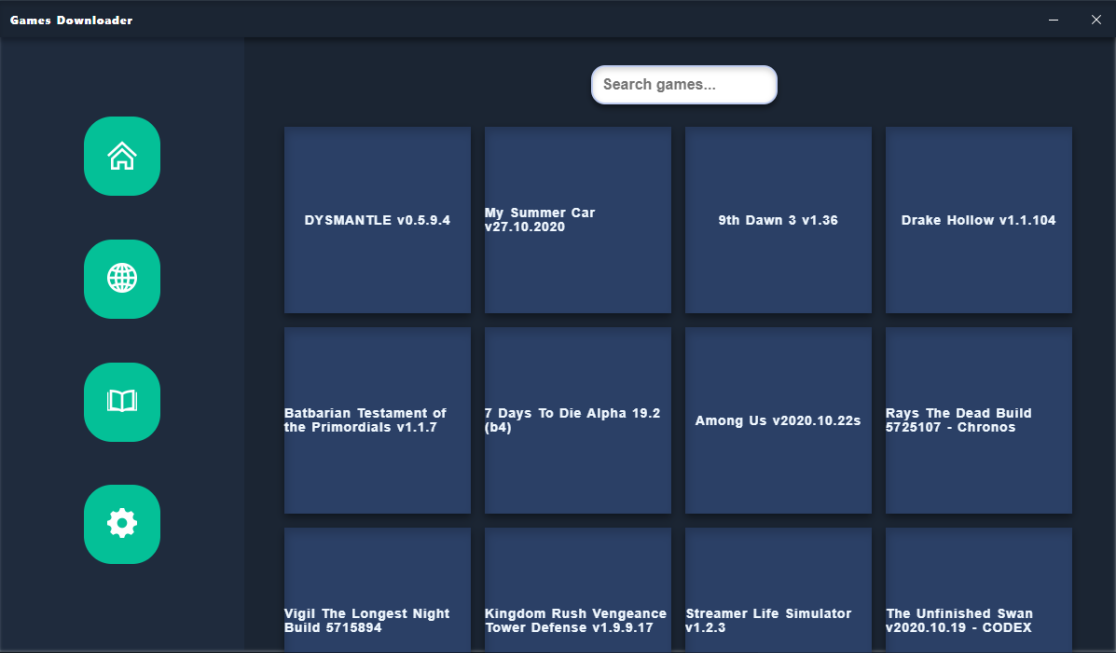 Games Downloader
Search games...
DYSMANTLE v0.5.9.4
My Summer Car
v27.10.2020
9th Dawn 3 v1.36
Drake Hollow v1.1.104
Batbarian Testament of
the Primordials v1.1.7
7 Days To Die Alpha 19.2
(b4)
Among Us v2020.10.22s
Rays The Dead Build
5725107 - Chronos
Vigil The Longest Night
Build 5715894
Kingdom Rush Vengeance
Tower Defense v1.9.9.17
Streamer Life Simulator
v1.2.3
The Unfinished Swan
v2020.10.19 - CODEX